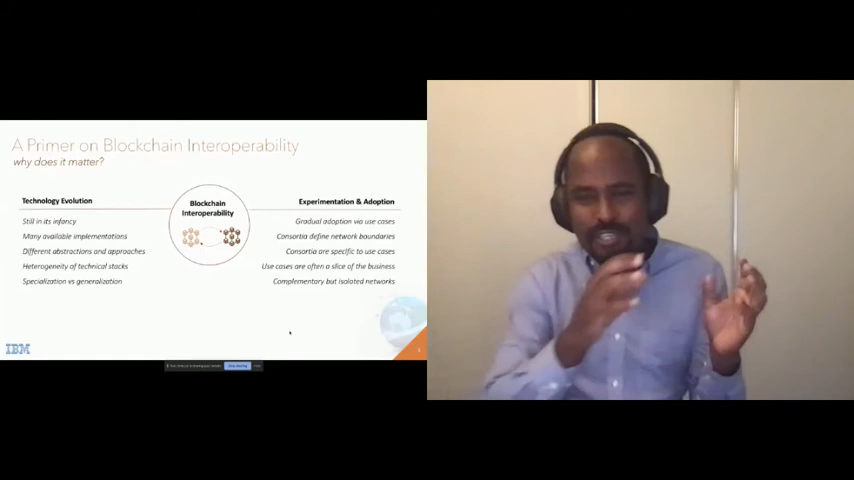 A Primer on Blockchain Interoperability
why does it matter?
Technology Evolution
Still in its infancy
Many available implementations
Different abstractions and approaches
Heterogeneity of technical stacks
Specialization vs generalization
Blockchain
Interoperability
Experimentation & Adoption
Gradual adoption via use cases
Consortia define network boundaries
Consortia are specific to use cases
Use cases are often a slice of the business
Complementary but isolated networks
IBM